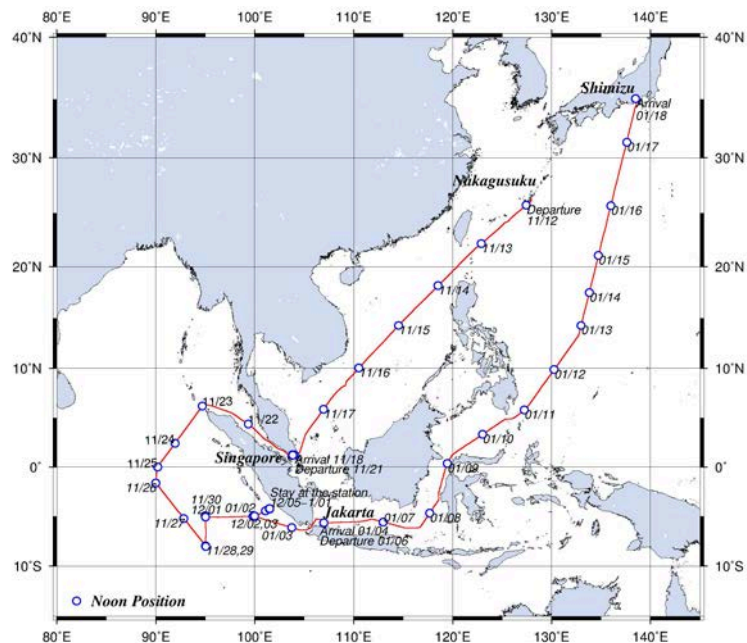 80°E 90°E 100°E 110°E 120°E 130°E 140°E
40°N 40°N
Shimizu
Arrival
01/18
01/17
30°N 30°N
Nakagusuku
Departure
11/12
01/16
11/13
01/15
20°N 20°N
11/14
01/14
11/15
01/13
10°N 10°N
11/16
01/12
11/23
11/17
01/11
11/22
11/24
01/10
Singapore
Arrival 11/18
Departure 11/21
0° 0°
11/25
01/09
11/26
Stay at the station
12/05-1/01
11/30
12/01
01/02
12/02,03
11/27
Jakarta
01/07
01/08
01/03
Arrival 01/04
Departure 01/06
11/28,29
10°S 10°S
Noon Position
80°E 90°E 100°E 110°E 120°E 130°E 140°E